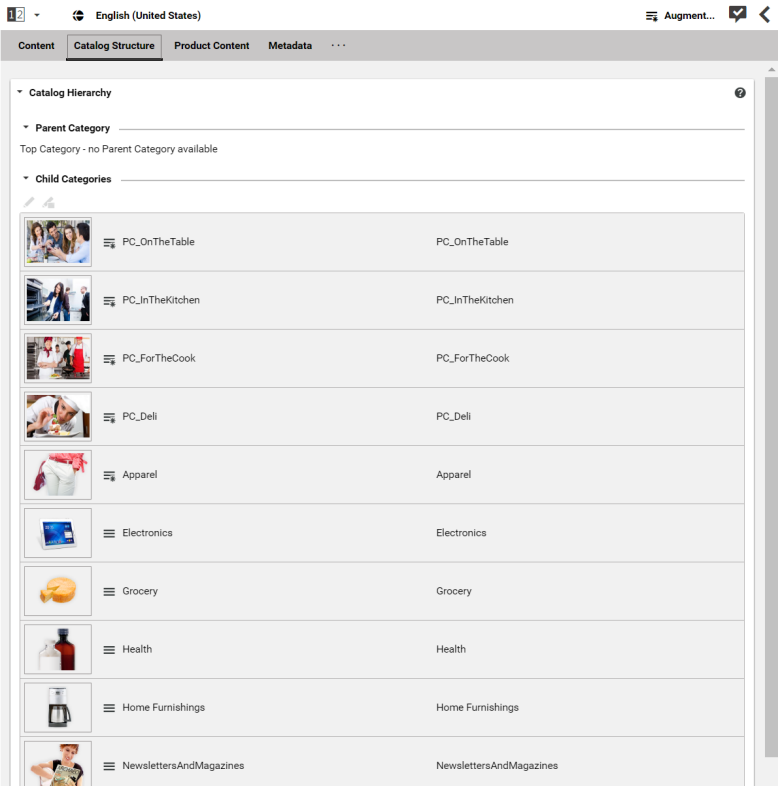 12
English (United States)
Augment...
Content
Catalog Structure
Product Content
Metadata
...
Catalog Hierarchy
?
Parent Category
Top Category - no Parent Category available
Child Categories
PC_OnTheTable PC_OnTheTable
PC_InTheKitchen PC_InTheKitchen
PC_ForTheCook PC_ForTheCook
PC_Deli PC_Deli
Apparel Apparel
Electronics Electronics
Grocery Grocery
Health Health
Home Furnishings Home Furnishings
NewslettersAndMagazines NewslettersAndMagazines